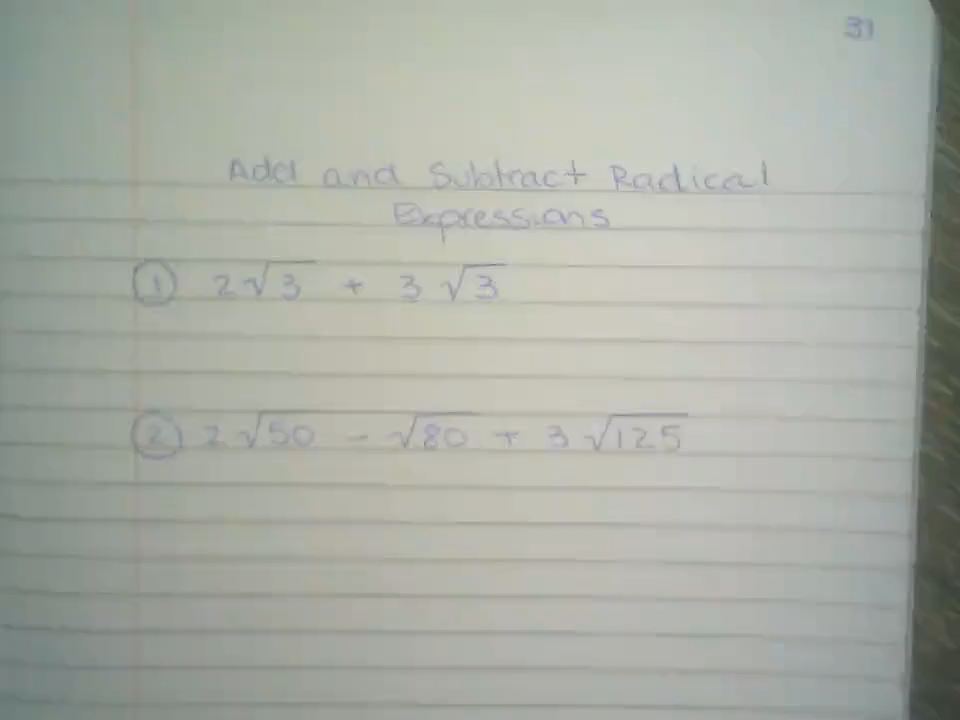 31
Add and Subtract Radical
Expressions
① 2√3 + 3√3
② 2√50 - √80 + 3√125